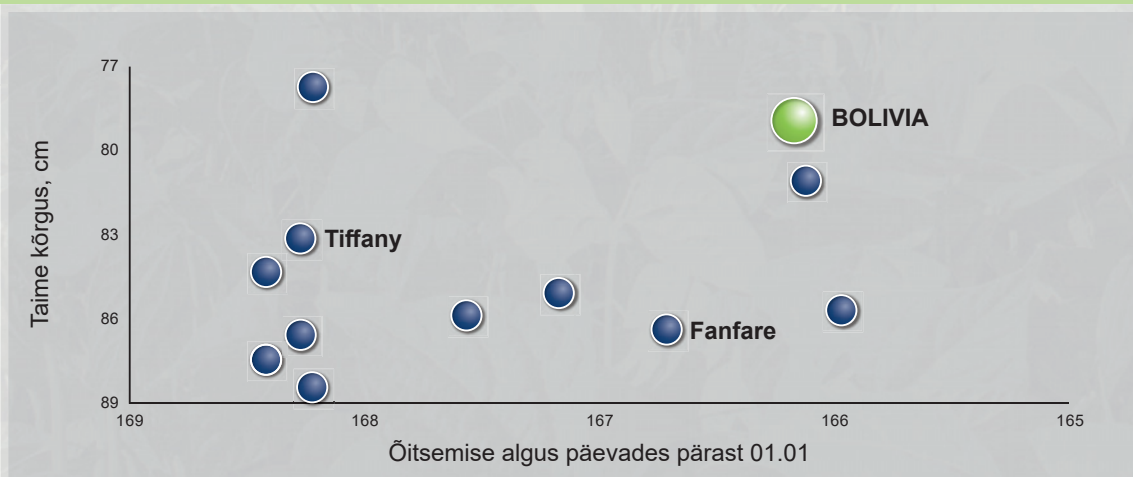 77
BOLIVIA
80
83
Tiffany
86
Fanfare
89
169 168 167 166 165
Taime kõrgus, cm
Õitsemise algus päevades pärast 01.01